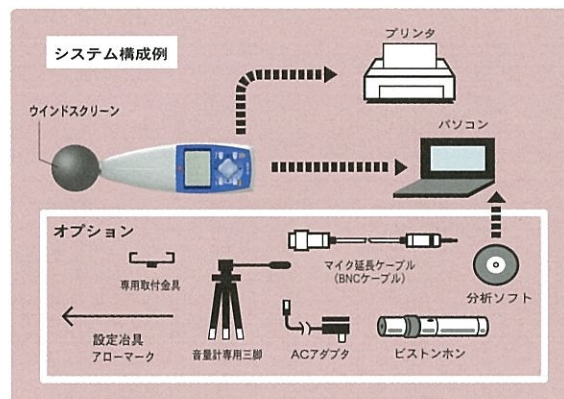 システム構成例
プリンタ
ウインドスクリーン
パソコン
オプション
専用取付金具
マイク延長ケーブル
(BNCケーブル)
分析ソフト
設定冶具
アローマーク
音量計専用三脚
ACアダプタ
ピストンホン